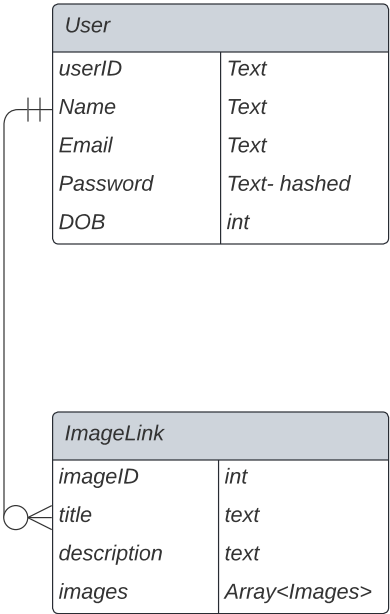 User
userID Text
Name Text
Email Text
Password Text- hashed
DOB int
ImageLink
imageID int
title text
description text
images Array<Images>